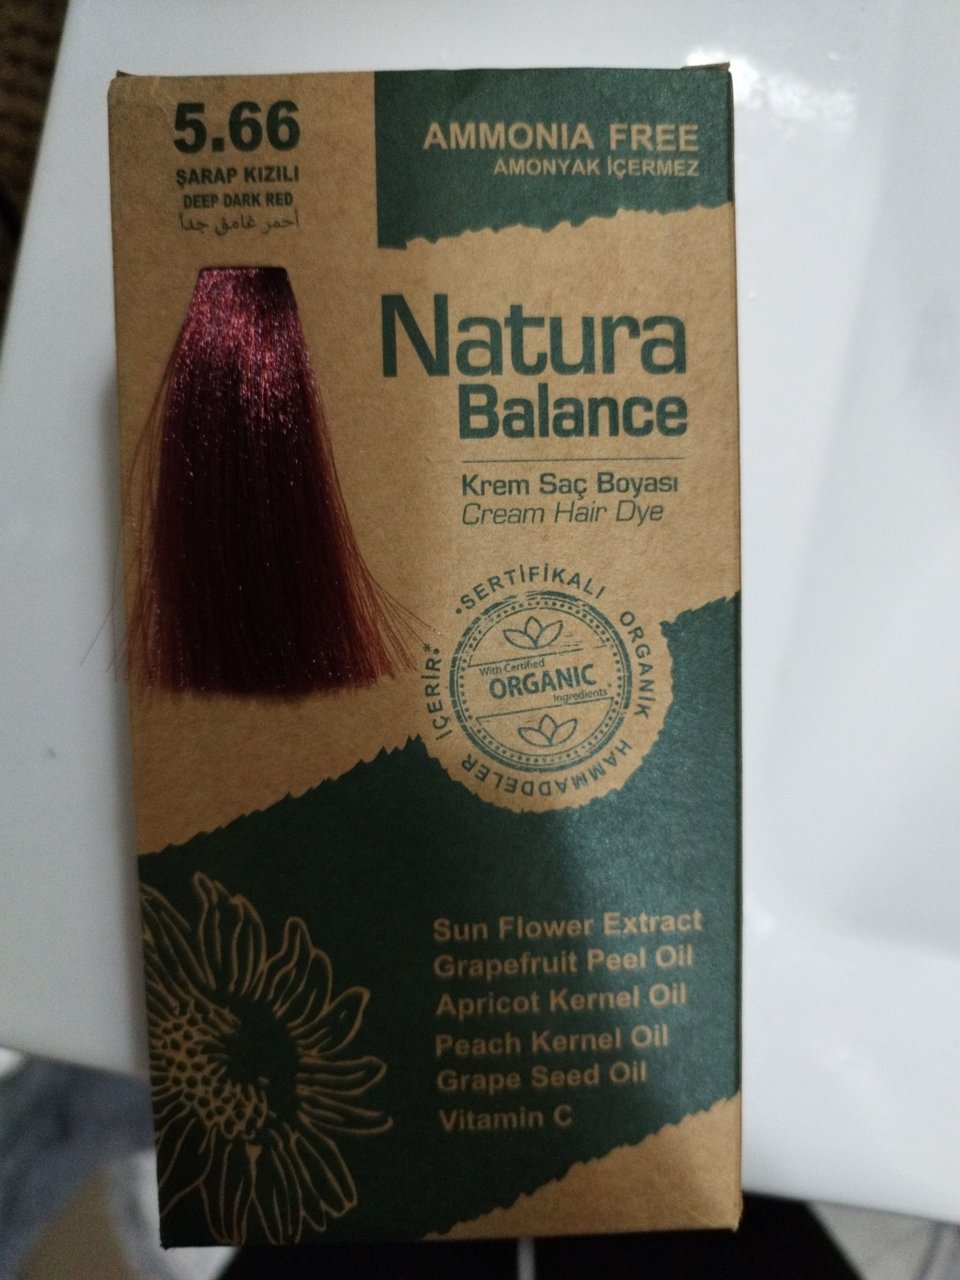 5.66
ŞARAP KIZILI
DEEP DARK RED
أحمر غامق جداً
AMMONIA FREE
AMONYAK İÇERMEZ
Natura
Balance
Krem Saç Boyası
Cream Hair Dye
•SERTİFİKALI ORGANİK HAMMADDELER İÇERİR*•
With Certified
ORGANIC
Ingredients
Sun Flower Extract
Grapefruit Peel Oil
Apricot Kernel Oil
Peach Kernel Oil
Grape Seed Oil
Vitamin C